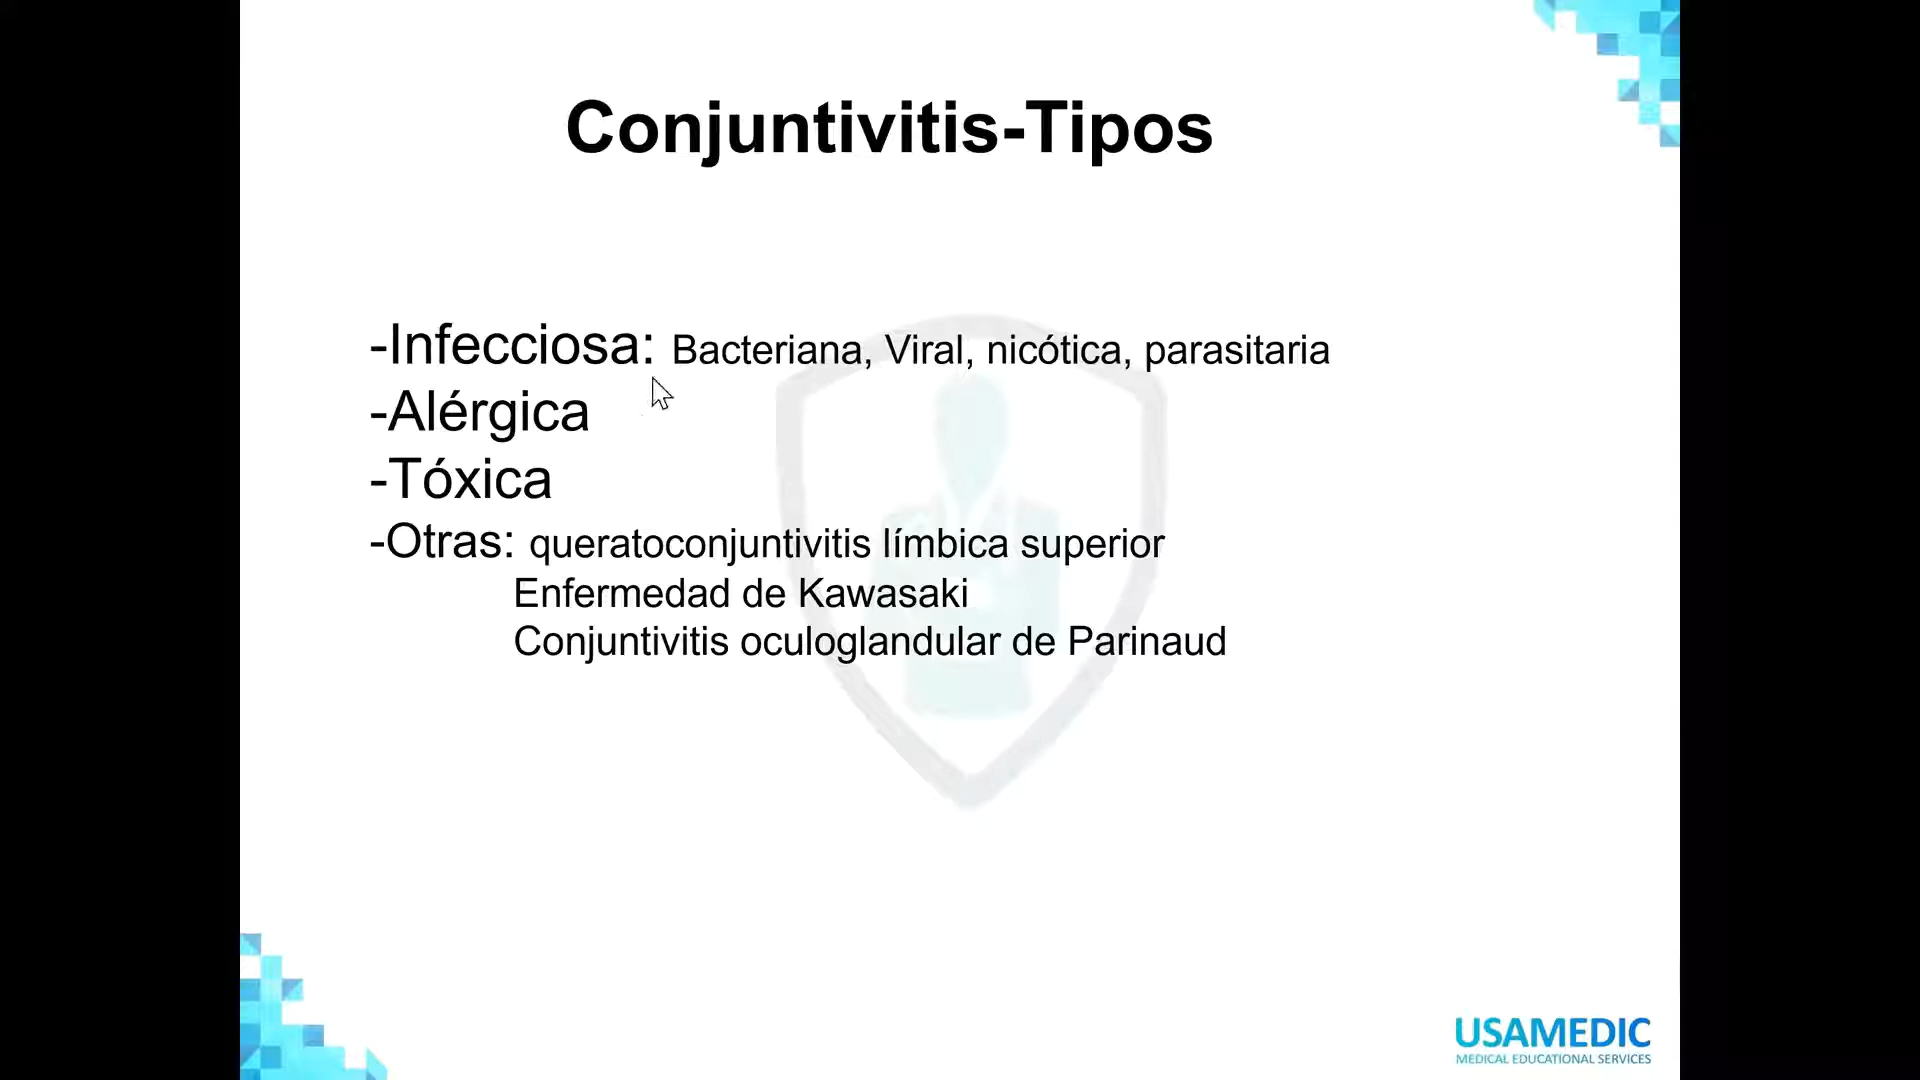 Conjuntivitis-Tipos
-Infecciosa: Bacteriana, Viral, nicótica, parasitaria
-Alérgica
-Tóxica
-Otras: queratoconjuntivitis límbica superior
Enfermedad de Kawasaki
Conjuntivitis oculoglandular de Parinaud
USAMEDIC
MEDICAL EDUCATIONAL SERVICES